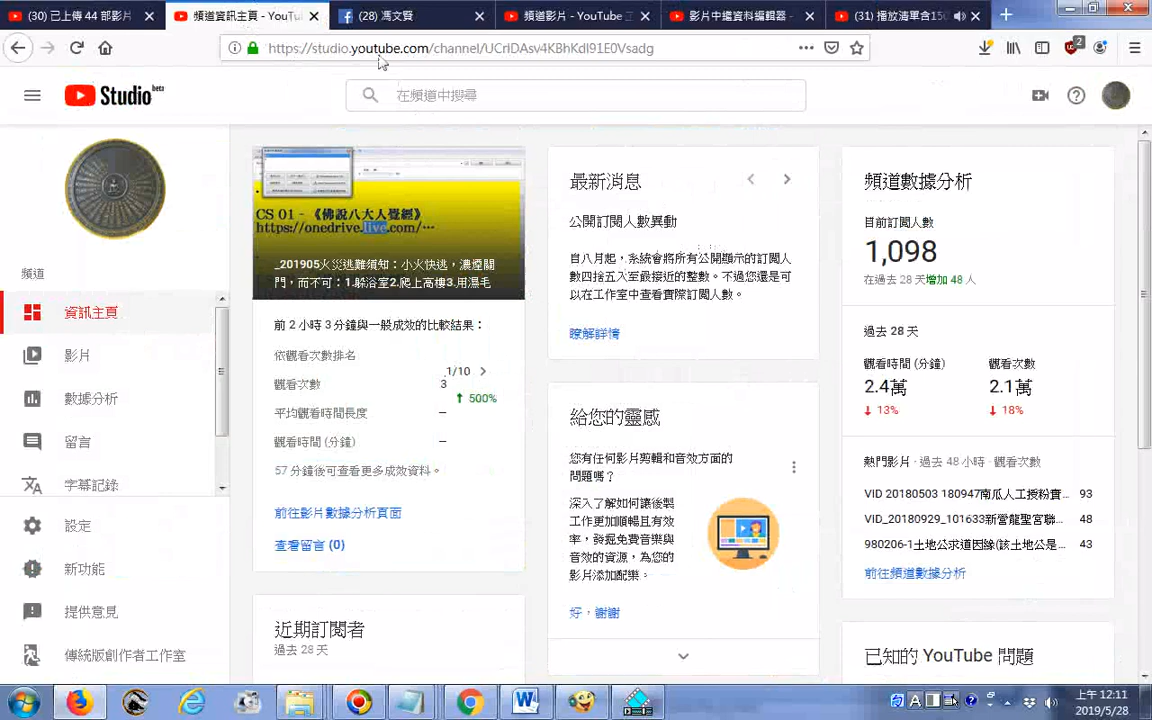 (30) 已上傳 44 部影片
頻道資訊主頁 - YouTu
(28) 馮文賢
頻道影片 - YouTube 工
影片中繼資料編輯器 -
(31) 播放清單含150
https://studio.youtube.com/channel/UCrIDAsv4KBhKdI91E0Vsadg
2
Studio beta
在頻道中搜尋
頻道
資訊主頁
影片
數據分析
留言
字幕記錄
設定
新功能
提供意見
傳統版創作者工作室
CS 01 - 《佛說八大人覺經》
https://onedrive.live.com/…
_201905火災逃難須知：小火快逃，濃煙關
門，而不可：1.躲浴室2.爬上高樓3.用濕毛
前 2 小時 3 分鐘與一般成效的比較結果：
依觀看次數排名
1/10
觀看次數
3
500%
平均觀看時間長度
—
觀看時間 (分鐘)
—
57 分鐘後可查看更多成效資料。
前往影片數據分析頁面
查看留言 (0)
近期訂閱者
過去 28 天
最新消息
公開訂閱人數異動
自八月起，系統會將所有公開顯示的訂閱人
數四捨五入至最接近的整數。不過您還是可
以在工作室中查看實際訂閱人數。
瞭解詳情
給您的靈感
您有任何影片剪輯和音效方面的
問題嗎？
深入了解如何讓後製
工作更加順暢且有效
率，發掘免費音樂與
音效的資源，為您的
影片添加配樂。
好，謝謝
頻道數據分析
目前訂閱人數
1,098
在過去 28 天增加 48 人
過去 28 天
觀看時間 (分鐘)
觀看次數
2.4萬
2.1萬
13%
18%
熱門影片 · 過去 48 小時 · 觀看次數
VID 20180503 180947南瓜人工授粉實... 93
VID_20180929_101633新營龍聖宮聯... 48
980206-1土地公求道因緣(該土地公是... 43
前往頻道數據分析
已知的 YouTube 問題
上午 12:11
2019/5/28